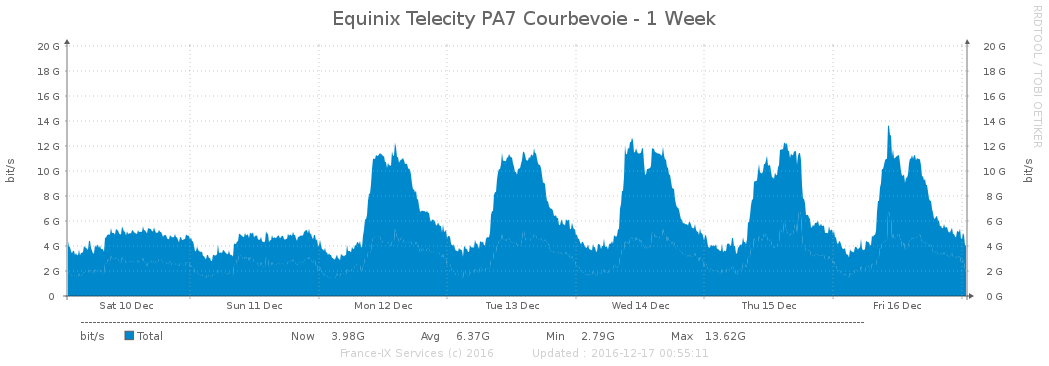 Equinix Telecity PA7 Courbevoie - 1 Week
RRDTOOL / TOBI OETIKER
bit/s
20 G 20 G
18 G 18 G
16 G 16 G
14 G 14 G
12 G 12 G
10 G 10 G
8 G 8 G
6 G 6 G
4 G 4 G
2 G 2 G
0 0 G
bit/s
Sat 10 Dec Sun 11 Dec Mon 12 Dec Tue 13 Dec Wed 14 Dec Thu 15 Dec Fri 16 Dec
bit/s Total Now 3.98G Avg 6.37G Min 2.79G Max 13.62G
France-IX Services (c) 2016 Updated : 2016-12-17 00:55:11